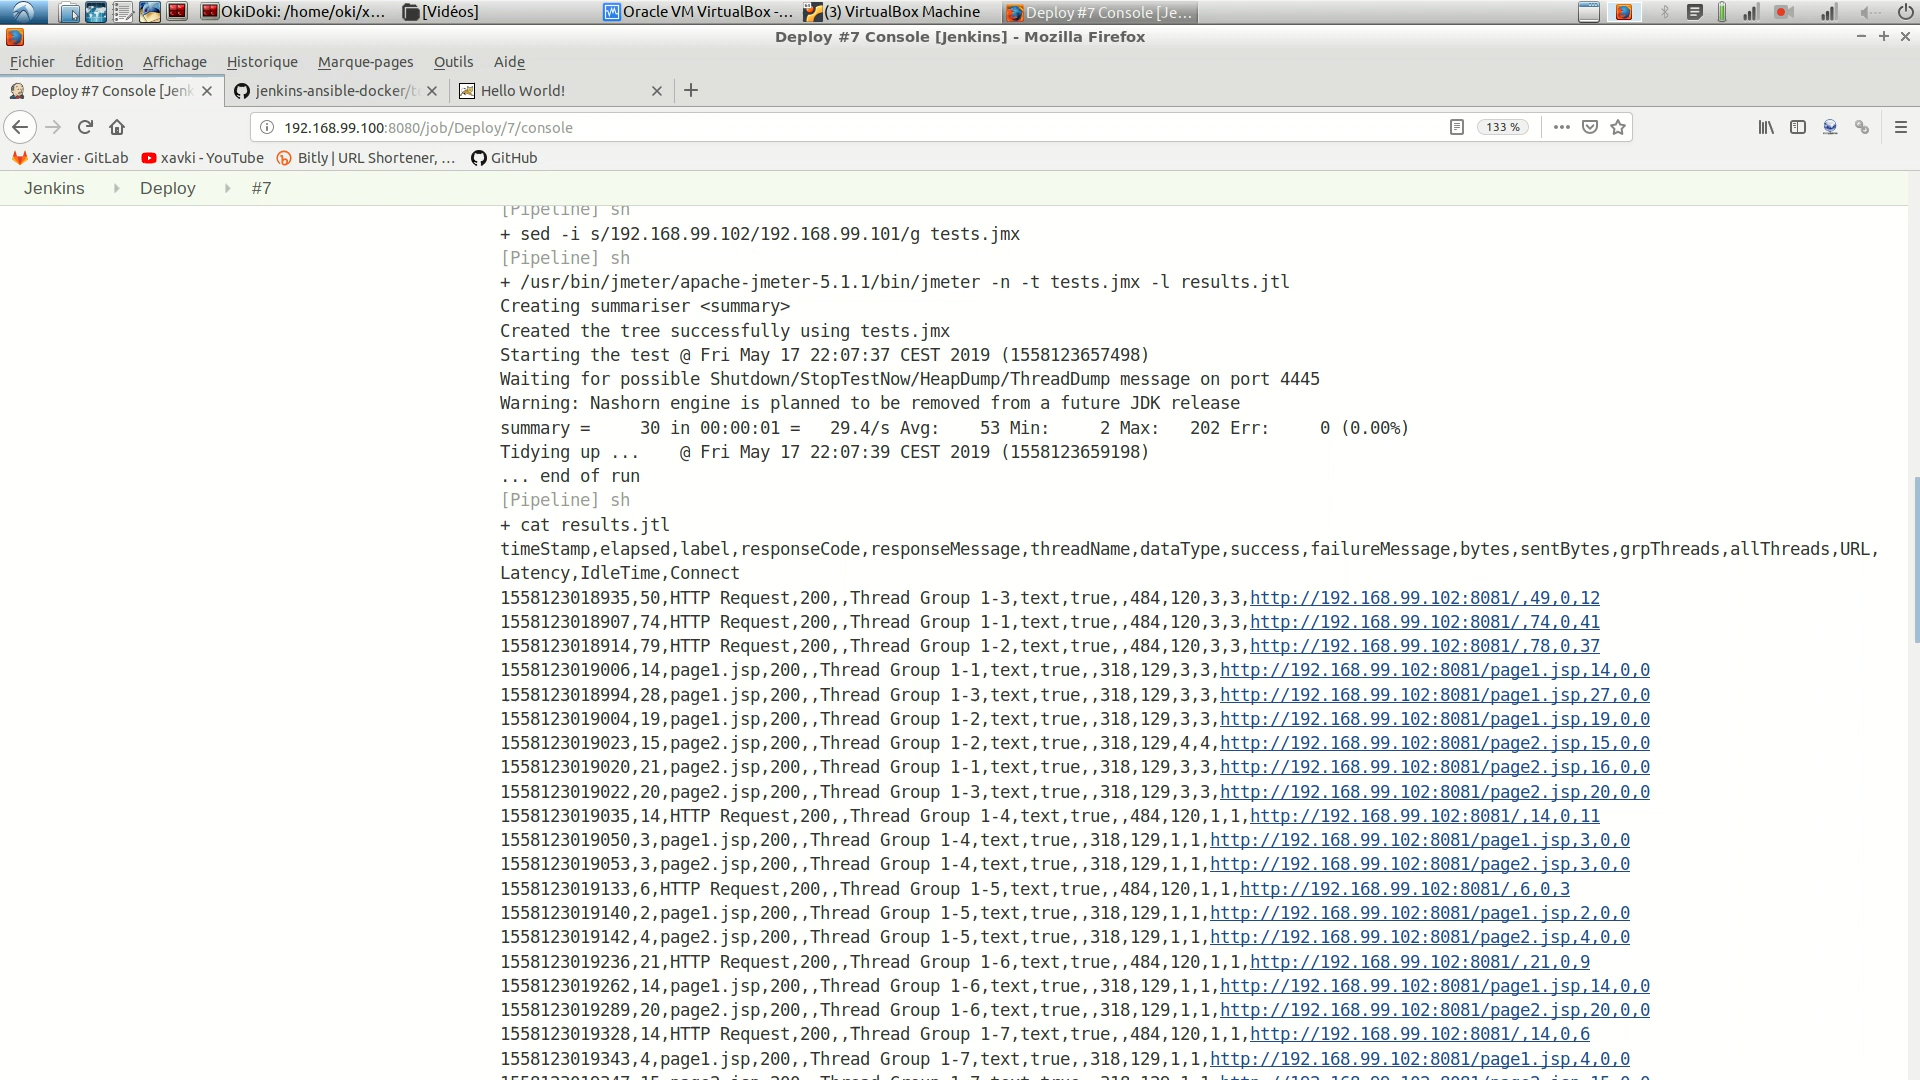 OkiDoki: /home/oki/x...
[Vidéos]
Oracle VM VirtualBox -...
(3) VirtualBox Machine
Deploy #7 Console [Je...
Deploy #7 Console [Jenkins] - Mozilla Firefox
Fichier Édition Affichage Historique Marque-pages Outils Aide
Deploy #7 Console [Jenk
jenkins-ansible-docker/t
Hello World!
192.168.99.100:8080/job/Deploy/7/console
133 %
Xavier · GitLab
xavki - YouTube
Bitly | URL Shortener, ...
GitHub
Jenkins
Deploy
#7
[Pipeline] sh
+ sed -i s/192.168.99.102/192.168.99.101/g tests.jmx
[Pipeline] sh
+ /usr/bin/jmeter/apache-jmeter-5.1.1/bin/jmeter -n -t tests.jmx -l results.jtl
Creating summariser <summary>
Created the tree successfully using tests.jmx
Starting the test @ Fri May 17 22:07:37 CEST 2019 (1558123657498)
Waiting for possible Shutdown/StopTestNow/HeapDump/ThreadDump message on port 4445
Warning: Nashorn engine is planned to be removed from a future JDK release
summary =     30 in 00:00:01 =   29.4/s Avg:    53 Min:     2 Max:   202 Err:     0 (0.00%)
Tidying up ...    @ Fri May 17 22:07:39 CEST 2019 (1558123659198)
... end of run
[Pipeline] sh
+ cat results.jtl
timeStamp,elapsed,label,responseCode,responseMessage,threadName,dataType,success,failureMessage,bytes,sentBytes,grpThreads,allThreads,URL,
Latency,IdleTime,Connect
1558123018935,50,HTTP Request,200,,Thread Group 1-3,text,true,,484,120,3,3,http://192.168.99.102:8081/,49,0,12
1558123018907,74,HTTP Request,200,,Thread Group 1-1,text,true,,484,120,3,3,http://192.168.99.102:8081/,74,0,41
1558123018914,79,HTTP Request,200,,Thread Group 1-2,text,true,,484,120,3,3,http://192.168.99.102:8081/,78,0,37
1558123019006,14,page1.jsp,200,,Thread Group 1-1,text,true,,318,129,3,3,http://192.168.99.102:8081/page1.jsp,14,0,0
1558123018994,28,page1.jsp,200,,Thread Group 1-3,text,true,,318,129,3,3,http://192.168.99.102:8081/page1.jsp,27,0,0
1558123019004,19,page1.jsp,200,,Thread Group 1-2,text,true,,318,129,3,3,http://192.168.99.102:8081/page1.jsp,19,0,0
1558123019023,15,page2.jsp,200,,Thread Group 1-2,text,true,,318,129,4,4,http://192.168.99.102:8081/page2.jsp,15,0,0
1558123019020,21,page2.jsp,200,,Thread Group 1-1,text,true,,318,129,3,3,http://192.168.99.102:8081/page2.jsp,16,0,0
1558123019022,20,page2.jsp,200,,Thread Group 1-3,text,true,,318,129,3,3,http://192.168.99.102:8081/page2.jsp,20,0,0
1558123019035,14,HTTP Request,200,,Thread Group 1-4,text,true,,484,120,1,1,http://192.168.99.102:8081/,14,0,11
1558123019050,3,page1.jsp,200,,Thread Group 1-4,text,true,,318,129,1,1,http://192.168.99.102:8081/page1.jsp,3,0,0
1558123019053,3,page2.jsp,200,,Thread Group 1-4,text,true,,318,129,1,1,http://192.168.99.102:8081/page2.jsp,3,0,0
1558123019133,6,HTTP Request,200,,Thread Group 1-5,text,true,,484,120,1,1,http://192.168.99.102:8081/,6,0,3
1558123019140,2,page1.jsp,200,,Thread Group 1-5,text,true,,318,129,1,1,http://192.168.99.102:8081/page1.jsp,2,0,0
1558123019142,4,page2.jsp,200,,Thread Group 1-5,text,true,,318,129,1,1,http://192.168.99.102:8081/page2.jsp,4,0,0
1558123019236,21,HTTP Request,200,,Thread Group 1-6,text,true,,484,120,1,1,http://192.168.99.102:8081/,21,0,9
1558123019262,14,page1.jsp,200,,Thread Group 1-6,text,true,,318,129,1,1,http://192.168.99.102:8081/page1.jsp,14,0,0
1558123019289,20,page2.jsp,200,,Thread Group 1-6,text,true,,318,129,1,1,http://192.168.99.102:8081/page2.jsp,20,0,0
1558123019328,14,HTTP Request,200,,Thread Group 1-7,text,true,,484,120,1,1,http://192.168.99.102:8081/,14,0,6
1558123019343,4,page1.jsp,200,,Thread Group 1-7,text,true,,318,129,1,1,http://192.168.99.102:8081/page1.jsp,4,0,0